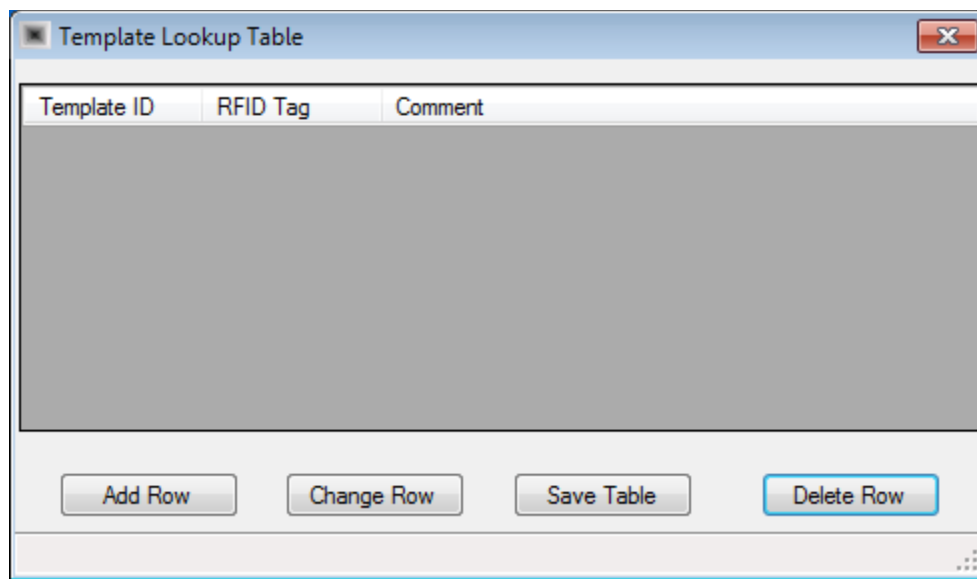 Template Lookup Table
Template ID RFID Tag Comment
Add Row Change Row Save Table Delete Row